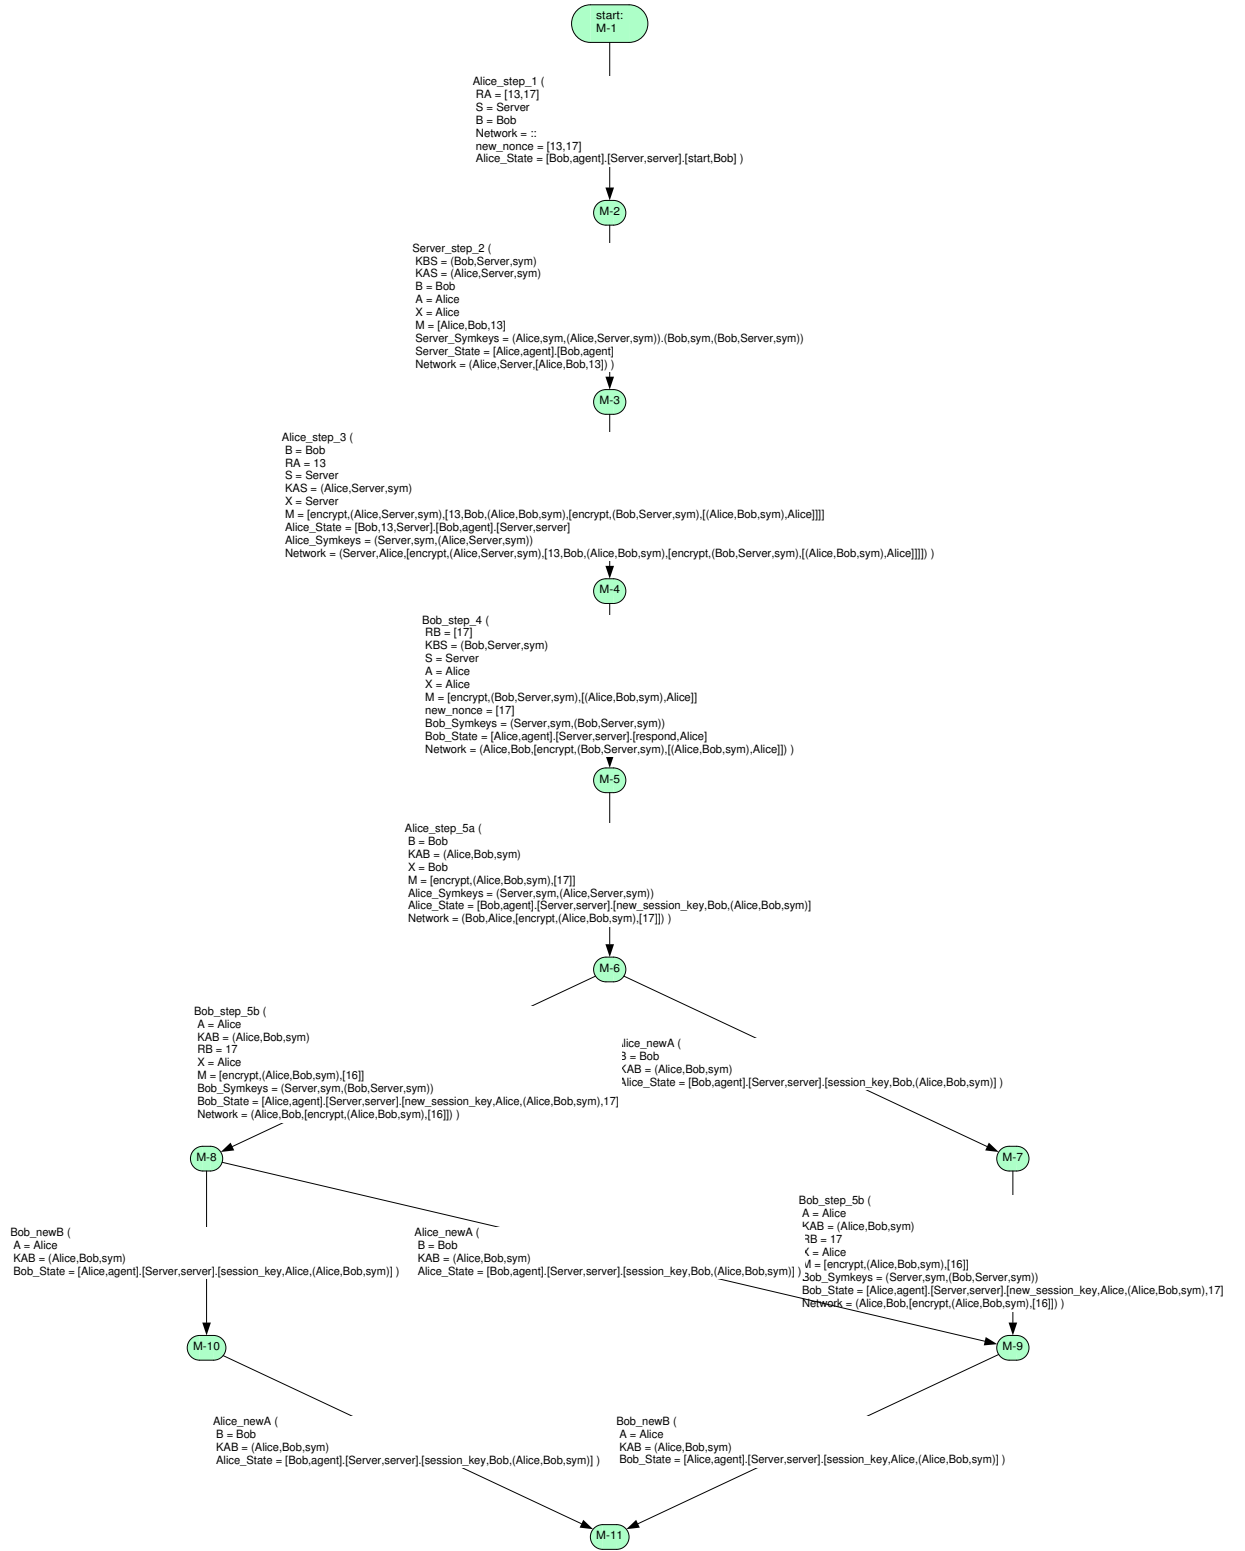 start:
M-1
Alice_step_1 (
RA = [13,17]
S = Server
B = Bob
Network = ::
new_nonce = [13,17]
Alice_State = [Bob,agent].[Server,server].[start,Bob] )
M-2
Server_step_2 (
KBS = (Bob,Server,sym)
KAS = (Alice,Server,sym)
B = Bob
A = Alice
X = Alice
M = [Alice,Bob,13]
Server_Symkeys = (Alice,sym,(Alice,Server,sym)).(Bob,sym,(Bob,Server,sym))
Server_State = [Alice,agent].[Bob,agent]
Network = (Alice,Server,[Alice,Bob,13]) )
M-3
Alice_step_3 (
B = Bob
RA = 13
S = Server
KAS = (Alice,Server,sym)
X = Server
M = [encrypt,(Alice,Server,sym),[13,Bob,(Alice,Bob,sym),[encrypt,(Bob,Server,sym),[(Alice,Bob,sym),Alice]]]]
Alice_State = [Bob,13,Server].[Bob,agent].[Server,server]
Alice_Symkeys = (Server,sym,(Alice,Server,sym))
Network = (Server,Alice,[encrypt,(Alice,Server,sym),[13,Bob,(Alice,Bob,sym),[encrypt,(Bob,Server,sym),[(Alice,Bob,sym),Alice]]]]) )
M-4
Bob_step_4 (
RB = [17]
KBS = (Bob,Server,sym)
S = Server
A = Alice
X = Alice
M = [encrypt,(Bob,Server,sym),[(Alice,Bob,sym),Alice]]
new_nonce = [17]
Bob_Symkeys = (Server,sym,(Bob,Server,sym))
Bob_State = [Alice,agent].[Server,server].[respond,Alice]
Network = (Alice,Bob,[encrypt,(Bob,Server,sym),[(Alice,Bob,sym),Alice]]) )
M-5
Alice_step_5a (
B = Bob
KAB = (Alice,Bob,sym)
X = Bob
M = [encrypt,(Alice,Bob,sym),[17]]
Alice_Symkeys = (Server,sym,(Alice,Server,sym))
Alice_State = [Bob,agent].[Server,server].[new_session_key,Bob,(Alice,Bob,sym)]
Network = (Bob,Alice,[encrypt,(Alice,Bob,sym),[17]]) )
M-6
Bob_step_5b (
A = Alice
KAB = (Alice,Bob,sym)
RB = 17
X = Alice
M = [encrypt,(Alice,Bob,sym),[16]]
Bob_Symkeys = (Server,sym,(Bob,Server,sym))
Bob_State = [Alice,agent].[Server,server].[new_session_key,Alice,(Alice,Bob,sym),17]
Network = (Alice,Bob,[encrypt,(Alice,Bob,sym),[16]]) )
Alice_newA (
B = Bob
KAB = (Alice,Bob,sym)
Alice_State = [Bob,agent].[Server,server].[session_key,Bob,(Alice,Bob,sym)] )
M-8
M-7
Bob_newB (
A = Alice
KAB = (Alice,Bob,sym)
Bob_State = [Alice,agent].[Server,server].[session_key,Alice,(Alice,Bob,sym)] )
Alice_newA (
B = Bob
KAB = (Alice,Bob,sym)
Alice_State = [Bob,agent].[Server,server].[session_key,Bob,(Alice,Bob,sym)] )
Bob_step_5b (
A = Alice
KAB = (Alice,Bob,sym)
RB = 17
X = Alice
M = [encrypt,(Alice,Bob,sym),[16]]
Bob_Symkeys = (Server,sym,(Bob,Server,sym))
Bob_State = [Alice,agent].[Server,server].[new_session_key,Alice,(Alice,Bob,sym),17]
Network = (Alice,Bob,[encrypt,(Alice,Bob,sym),[16]]) )
M-10
M-9
Alice_newA (
B = Bob
KAB = (Alice,Bob,sym)
Alice_State = [Bob,agent].[Server,server].[session_key,Bob,(Alice,Bob,sym)] )
Bob_newB (
A = Alice
KAB = (Alice,Bob,sym)
Bob_State = [Alice,agent].[Server,server].[session_key,Alice,(Alice,Bob,sym)] )
M-11